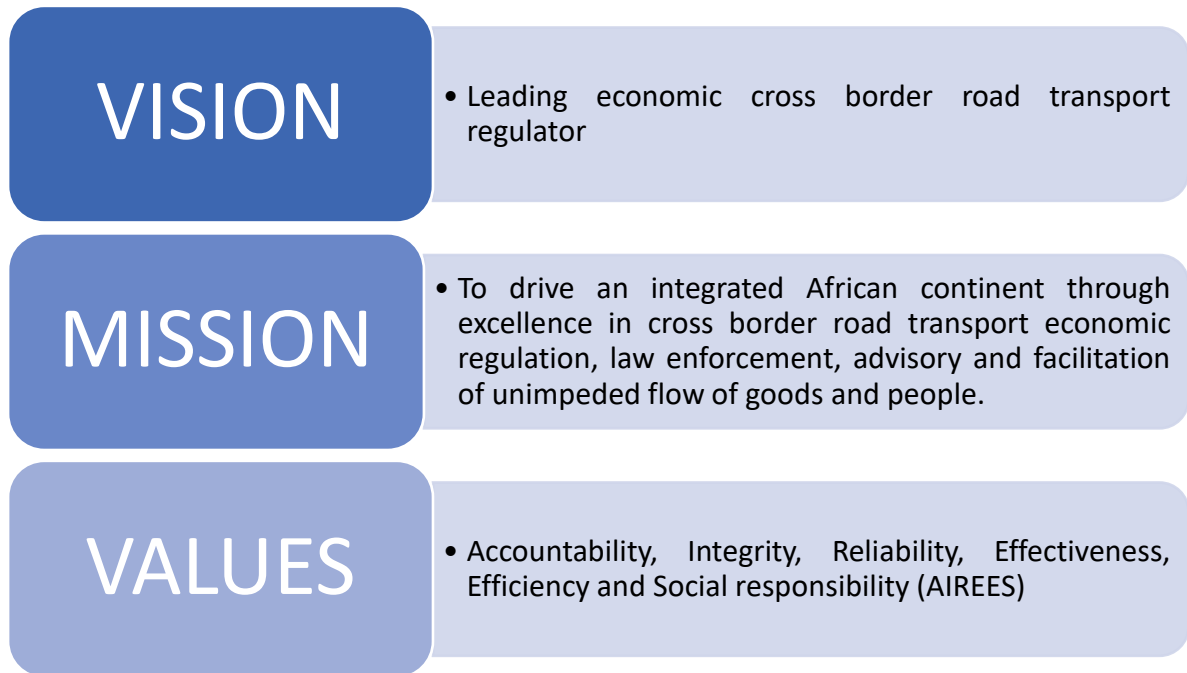 VISION
• Leading economic cross border road transport
regulator
MISSION
• To drive an integrated African continent through
excellence in cross border road transport economic
regulation, law enforcement, advisory and facilitation
of unimpeded flow of goods and people.
VALUES
• Accountability, Integrity, Reliability, Effectiveness,
Efficiency and Social responsibility (AIREES)